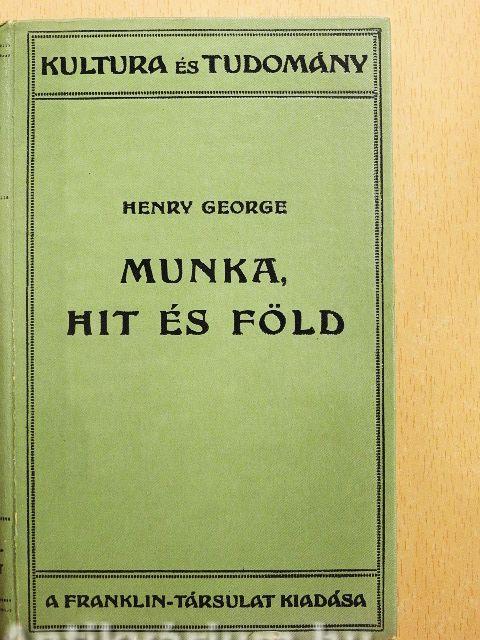 KULTURA ÉS TUDOMÁNY
HENRY GEORGE
MUNKA,
HIT ÉS FÖLD
A FRANKLIN-TÁRSULAT KIADÁSA